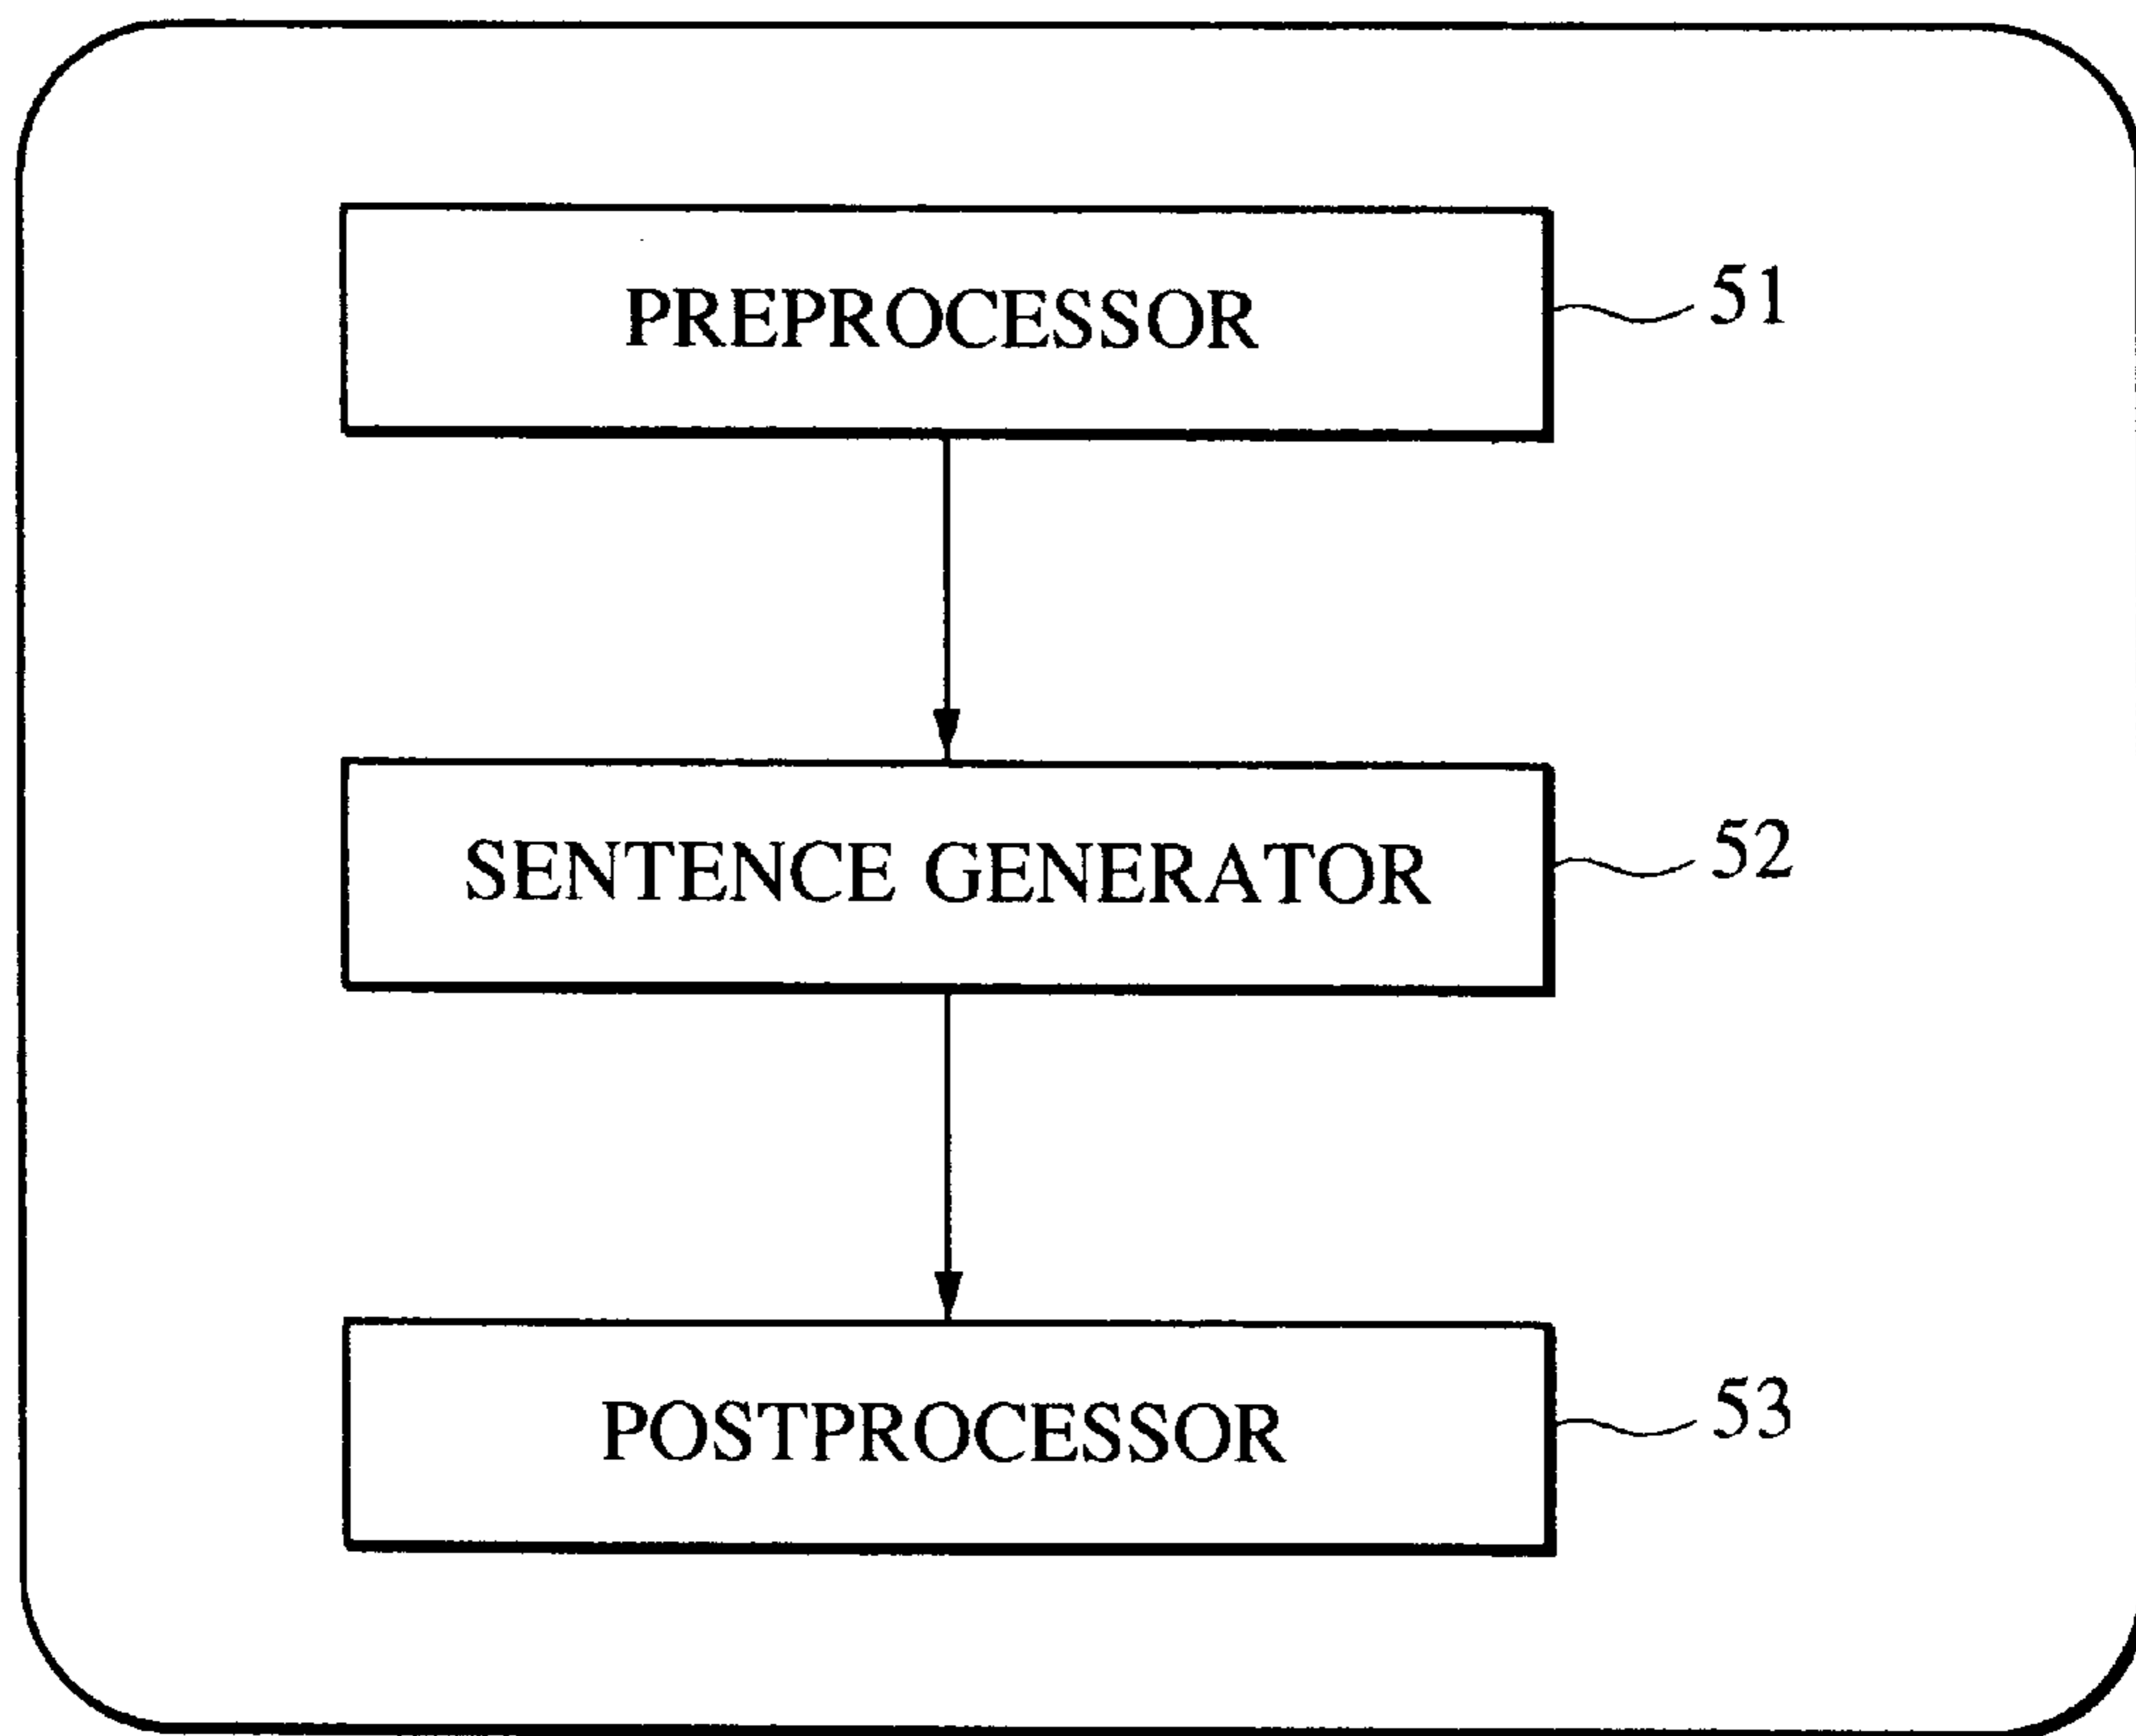 PREPROCESSOR 51
SENTENCE GENERATOR 52
POSTPROCESSOR 53